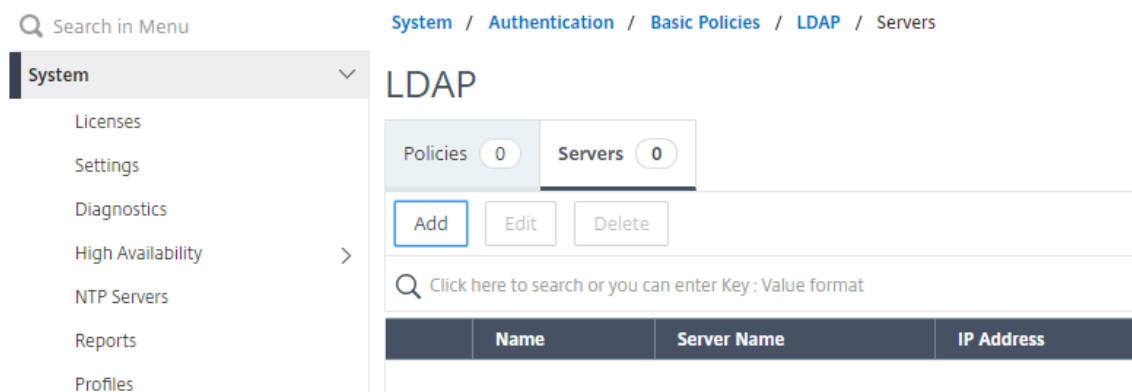 Search in Menu
System / Authentication / Basic Policies / LDAP / Servers
System
LDAP
Licenses
Settings
Diagnostics
High Availability
NTP Servers
Reports
Profiles
Policies 0 Servers 0
Add Edit Delete
Click here to search or you can enter Key : Value format
Name Server Name IP Address